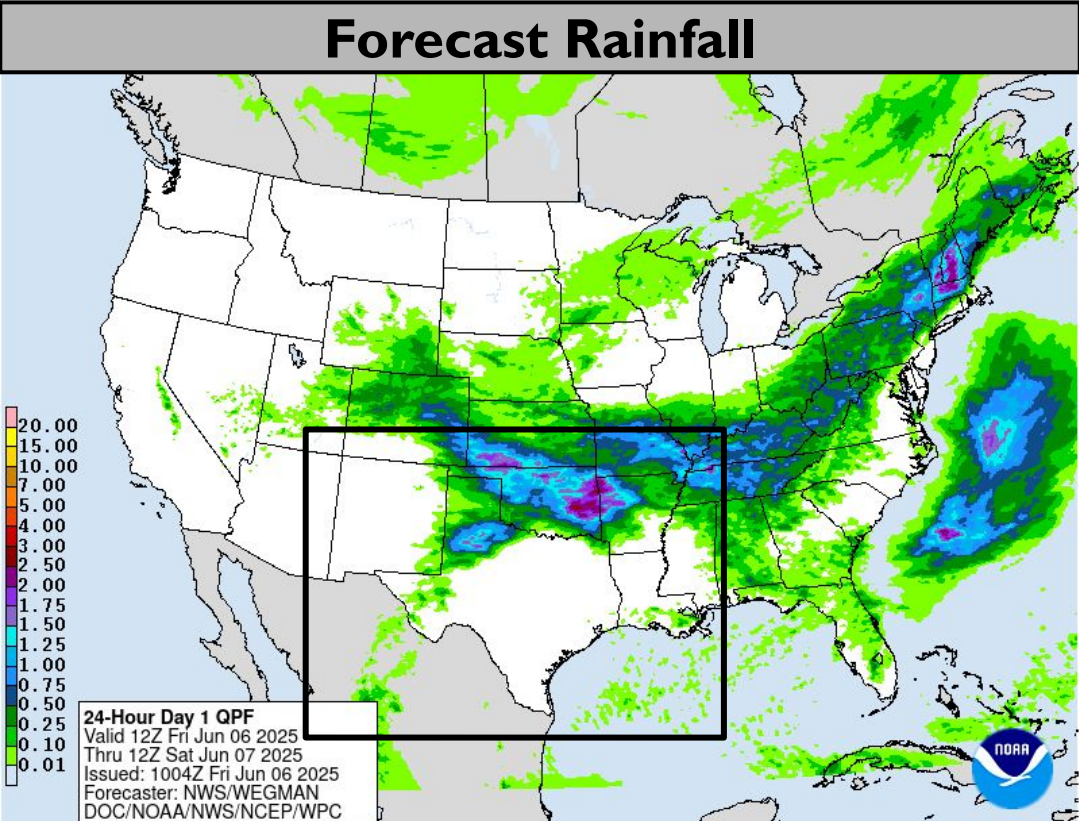 Forecast Rainfall
20.00
15.00
10.00
7.00
5.00
4.00
3.00
2.50
2.00
1.75
1.50
1.25
1.00
0.75
0.50
0.25
0.10
0.01
24-Hour Day 1 QPF
Valid 12Z Fri Jun 06 2025
Thru 12Z Sat Jun 07 2025
Issued: 1004Z Fri Jun 06 2025
Forecaster: NWS/WEGMAN
DOC/NOAA/NWS/NCEP/WPC
NOAA